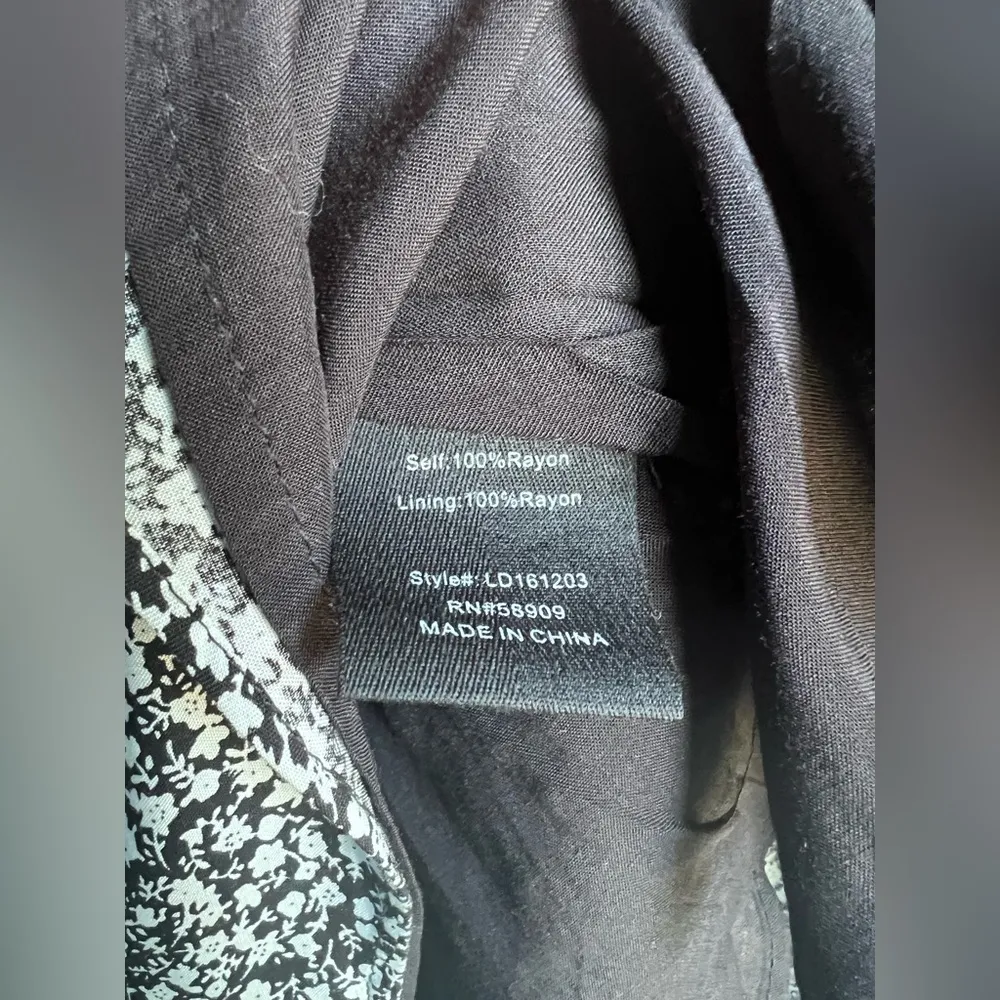 Self:100%Rayon
Lining:100%Rayon
Style#: LD161203
RN#58909
MADE IN CHINA